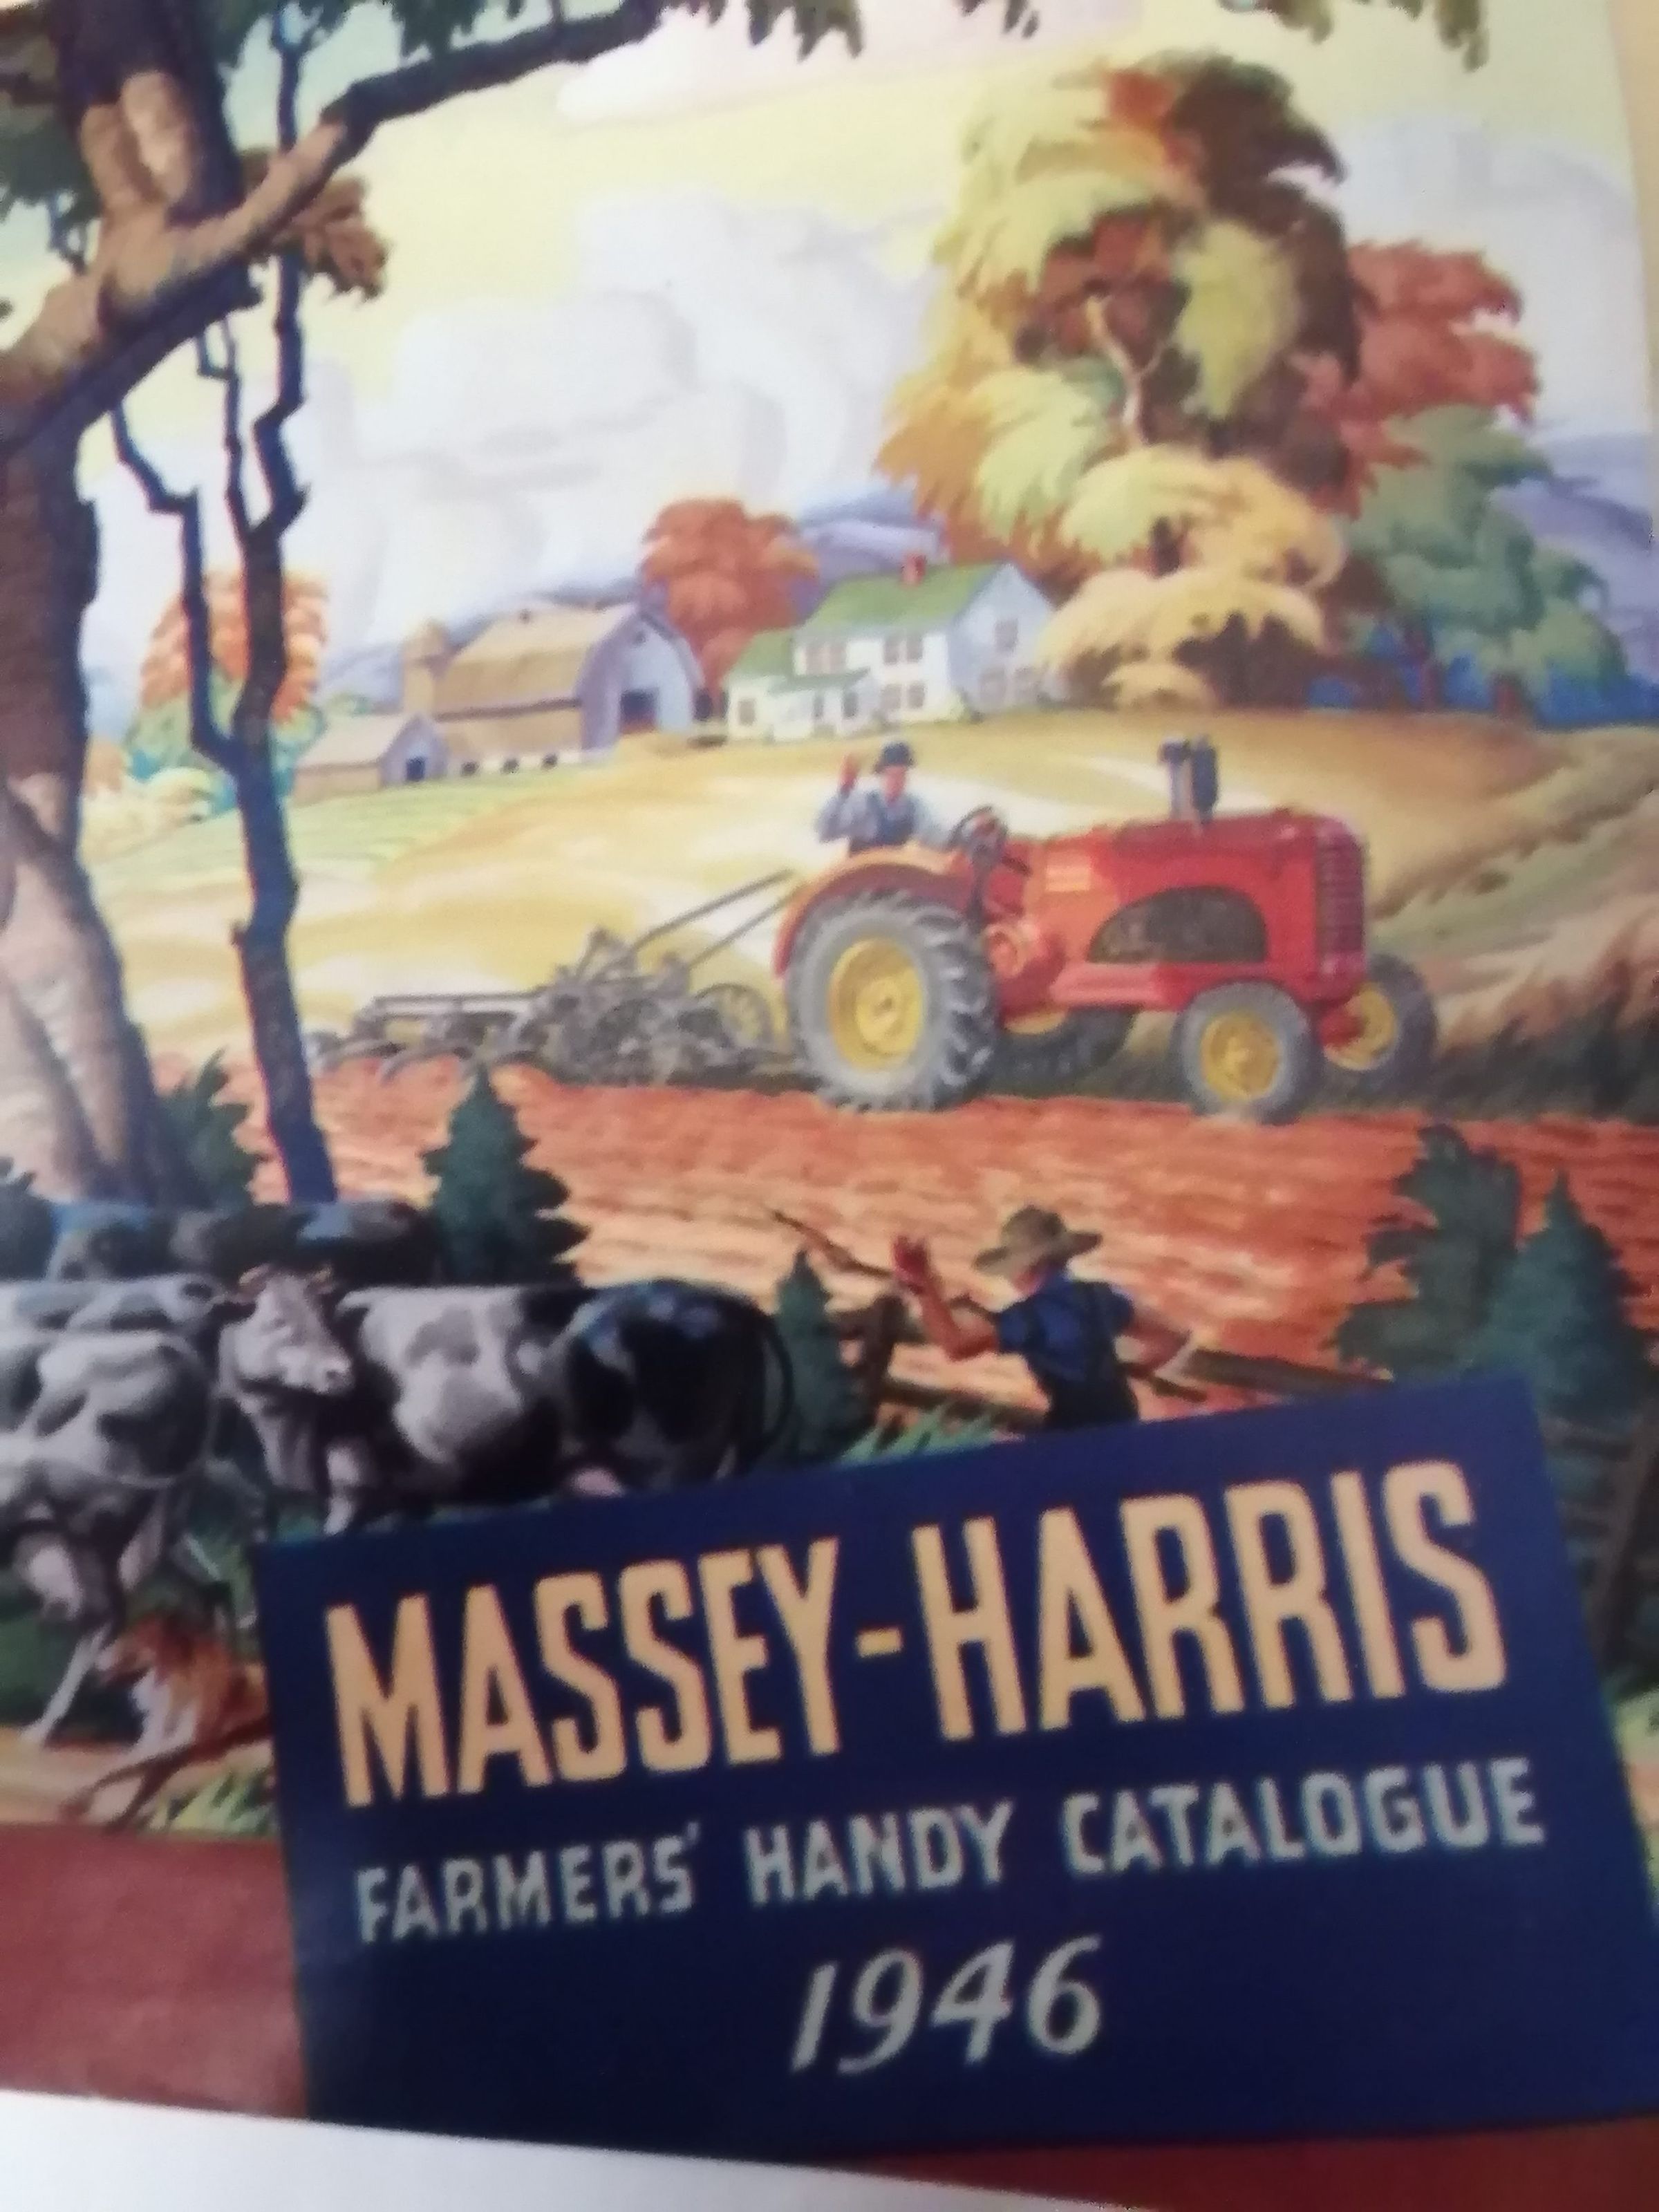 MASSEY-HARRIS
FARMERS' HANDY CATALOGUE
1946